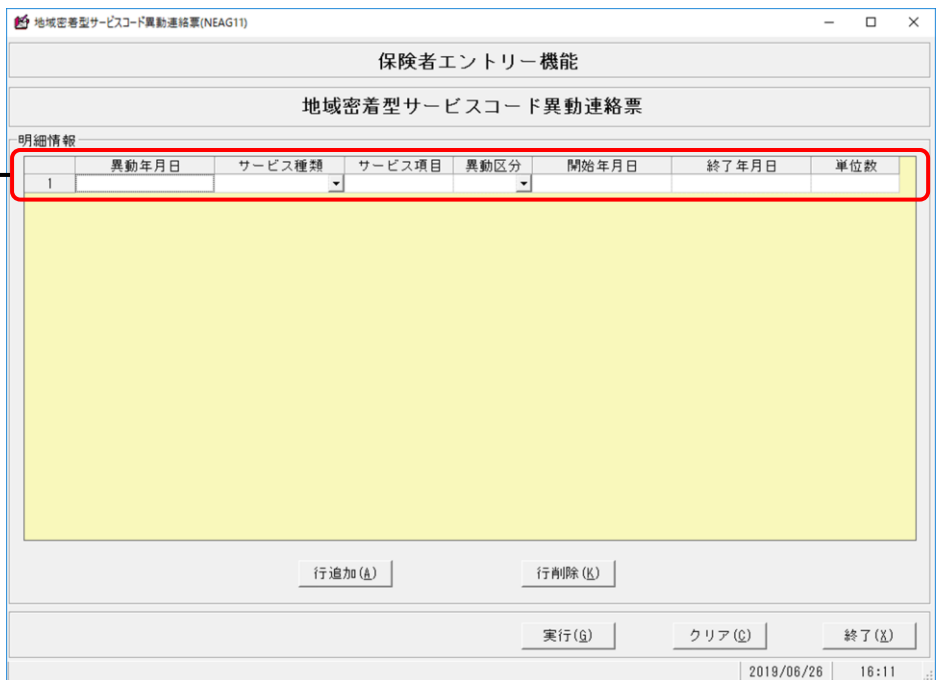 地域密着型サービスコード異動連絡票(NEAG11)
保険者エントリー機能
地域密着型サービスコード異動連絡票
明細情報
異動年月日 サービス種類 サービス項目 異動区分 開始年月日 終了年月日 単位数
1
行追加(A) 行削除(K)
実行(G) クリア(C) 終了(X)
2019/06/26 16:11